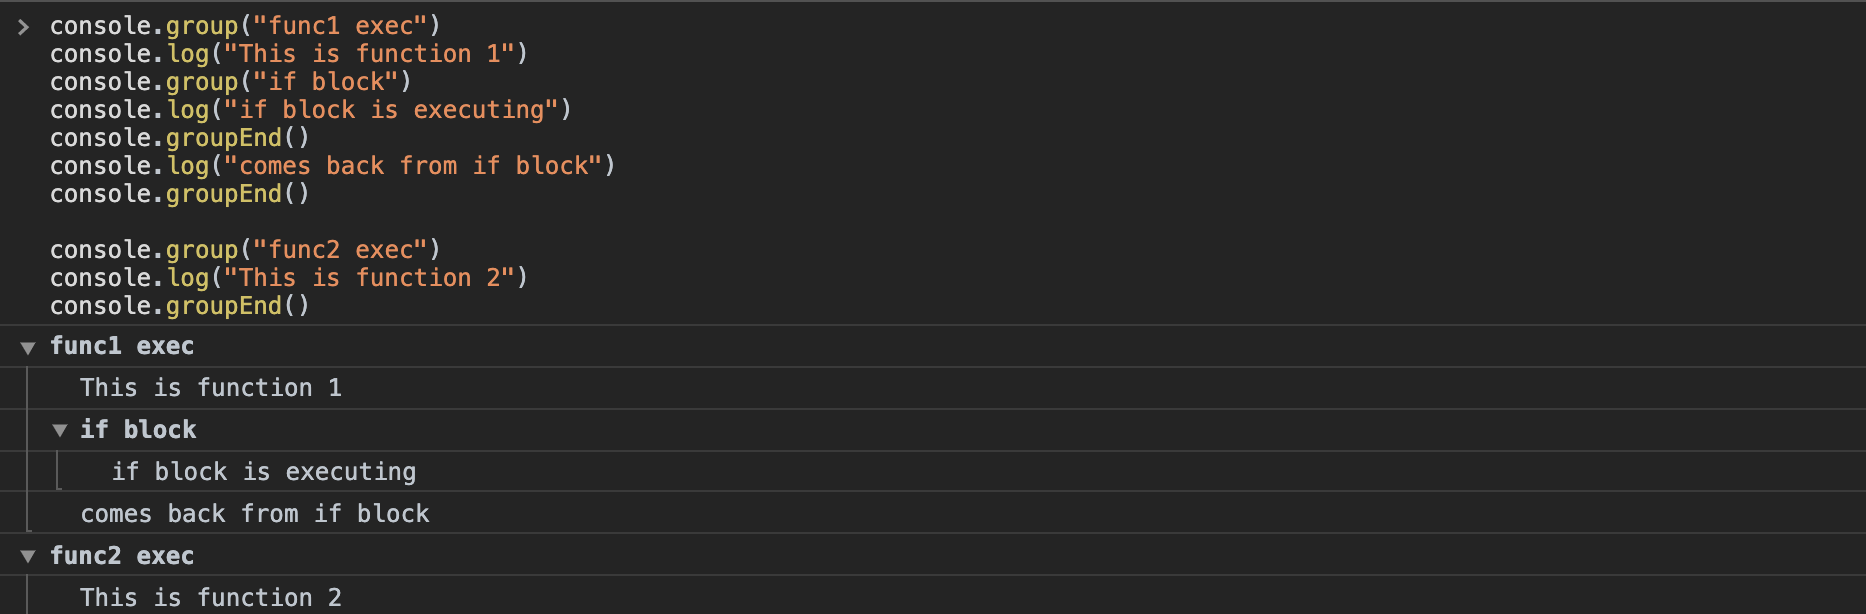 console.group("func1 exec")
console.log("This is function 1")
console.group("if block")
console.log("if block is executing")
console.groupEnd()
console.log("comes back from if block")
console.groupEnd()
console.group("func2 exec")
console.log("This is function 2")
console.groupEnd()
func1 exec
This is function 1
if block
if block is executing
comes back from if block
func2 exec
This is function 2